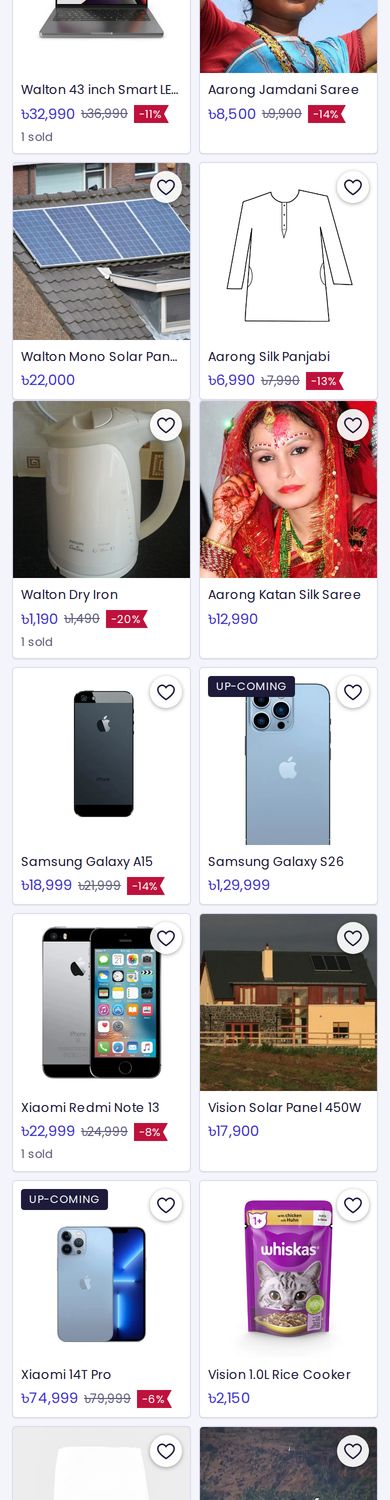 Walton 43 inch Smart LE...
৳32,990 ৳36,990 -11%
1 sold
Aarong Jamdani Saree
৳8,500 ৳9,900 -14%
Walton Mono Solar Pan...
৳22,000
Aarong Silk Panjabi
৳6,990 ৳7,990 -13%
Walton Dry Iron
৳1,190 ৳1,490 -20%
1 sold
Aarong Katan Silk Saree
৳12,990
Samsung Galaxy A15
৳18,999 ৳21,999 -14%
UP-COMING
Samsung Galaxy S26
৳1,29,999
Xiaomi Redmi Note 13
৳22,999 ৳24,999 -8%
1 sold
Vision Solar Panel 450W
৳17,900
UP-COMING
Xiaomi 14T Pro
৳74,999 ৳79,999 -6%
1+
whiskas
Vision 1.0L Rice Cooker
৳2,150